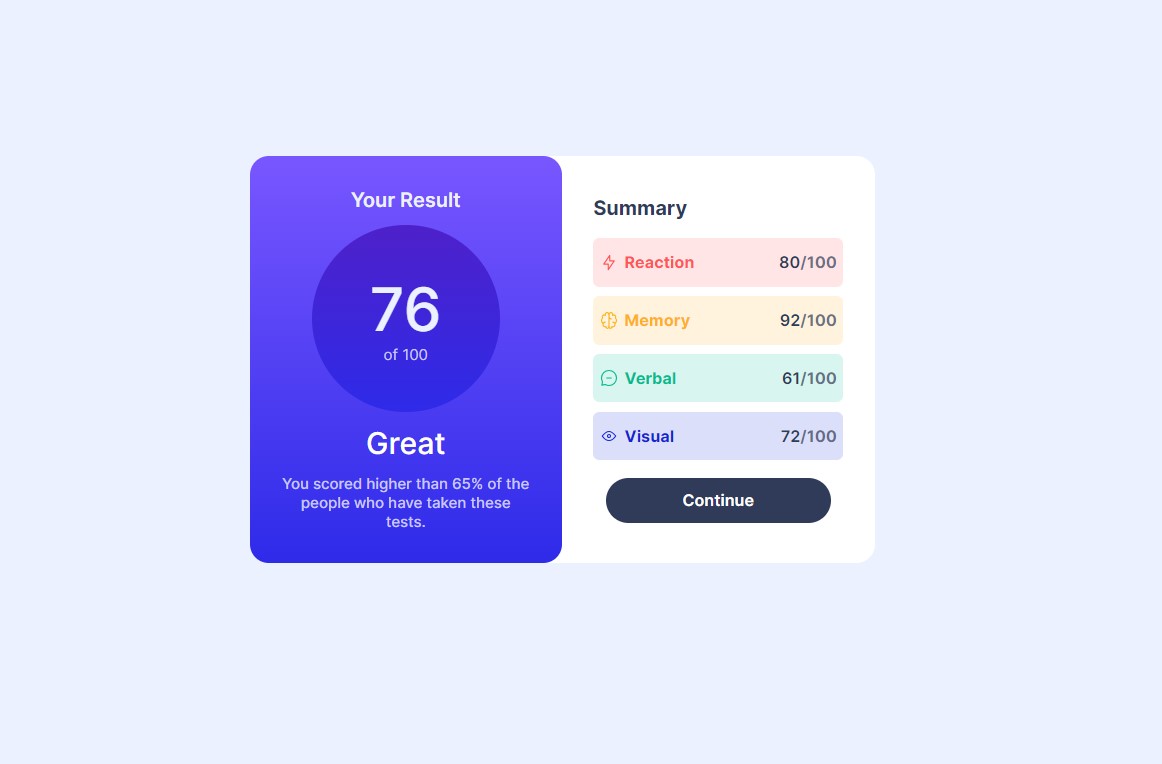 Your Result
76
of 100
Great
You scored higher than 65% of the
people who have taken these
tests.
Summary
Reaction 80/100
Memory 92/100
Verbal 61/100
Visual 72/100
Continue